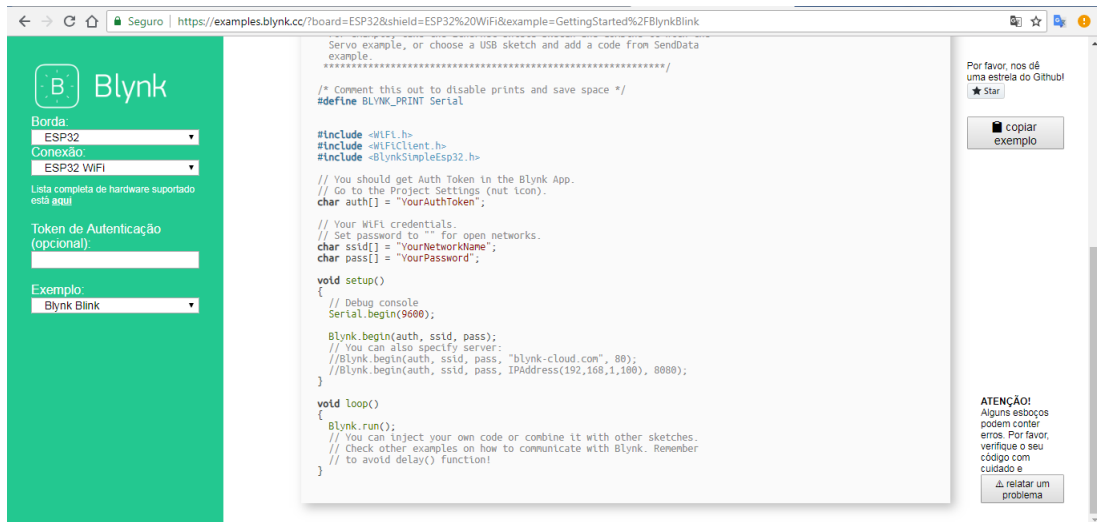 Seguro | https://examples.blynk.cc/?board=ESP32&shield=ESP32%20WiFi&example=GettingStarted%2FBlynkBlink
B
Blynk
Borda:
ESP32
Conexão:
ESP32 WiFi
Lista completa de hardware suportado
está aqui
Token de Autenticação
(opcional):
Exemplo:
Blynk Blink
Servo example, or choose a USB sketch and add a code from SendData
example.
*************************************************************/
/* Comment this out to disable prints and save space */
#define BLYNK_PRINT Serial
#include <WiFi.h>
#include <WiFiClient.h>
#include <BlynkSimpleEsp32.h>
// You should get Auth Token in the Blynk App.
// Go to the Project Settings (nut icon).
char auth[] = "YourAuthToken";
// Your WiFi credentials.
// Set password to "" for open networks.
char ssid[] = "YourNetworkName";
char pass[] = "YourPassword";
void setup()
{
// Debug console
Serial.begin(9600);
Blynk.begin(auth, ssid, pass);
// You can also specify server:
//Blynk.begin(auth, ssid, pass, "blynk-cloud.com", 80);
//Blynk.begin(auth, ssid, pass, IPAddress(192,168,1,100), 8080);
}
void loop()
{
Blynk.run();
// You can inject your own code or combine it with other sketches.
// Check other examples on how to communicate with Blynk. Remember
// to avoid delay() function!
}
Por favor, nos dê
uma estrela do Github!
Star
copiar
exemplo
ATENÇÃO!
Alguns esboços
podem conter
erros. Por favor,
verifique o seu
código com
cuidado e
relatar um
problema